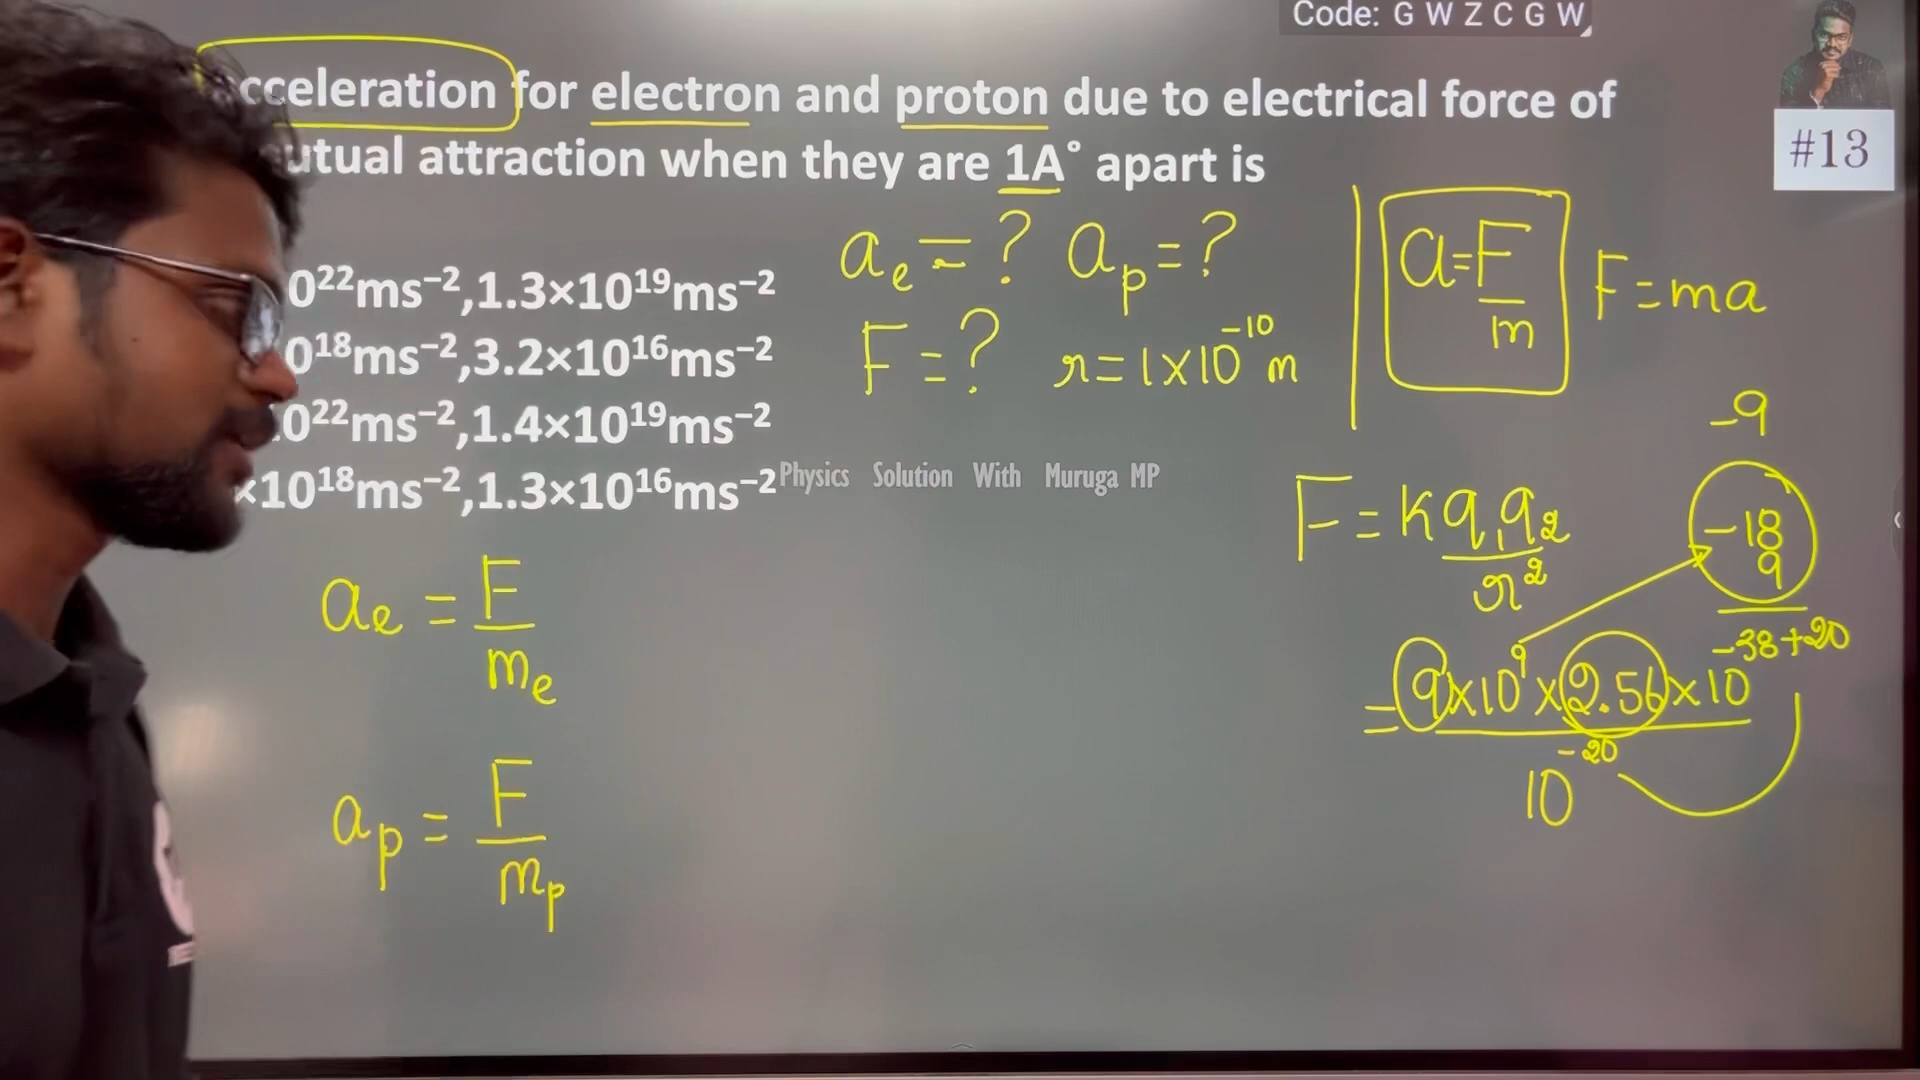 Code: G W Z C G W
#13
cceleration for electron and proton due to electrical force of
utual attraction when they are 1A° apart is
0²²ms⁻²,1.3×10¹⁹ms⁻²
0¹⁸ms⁻²,3.2×10¹⁶ms⁻²
0²²ms⁻²,1.4×10¹⁹ms⁻²
×10¹⁸ms⁻²,1.3×10¹⁶ms⁻²
aₑ = ? aₚ = ?
F = ? r = 1×10⁻¹⁰ m
a = F/m
F = ma
Physics Solution With Muruga MP
F = kq₁q₂/r²
-9
-18
9
= 9×10⁹×2.56×10⁻³⁸⁺²⁰
10⁻²⁰
aₑ = F/mₑ
aₚ = F/mₚ